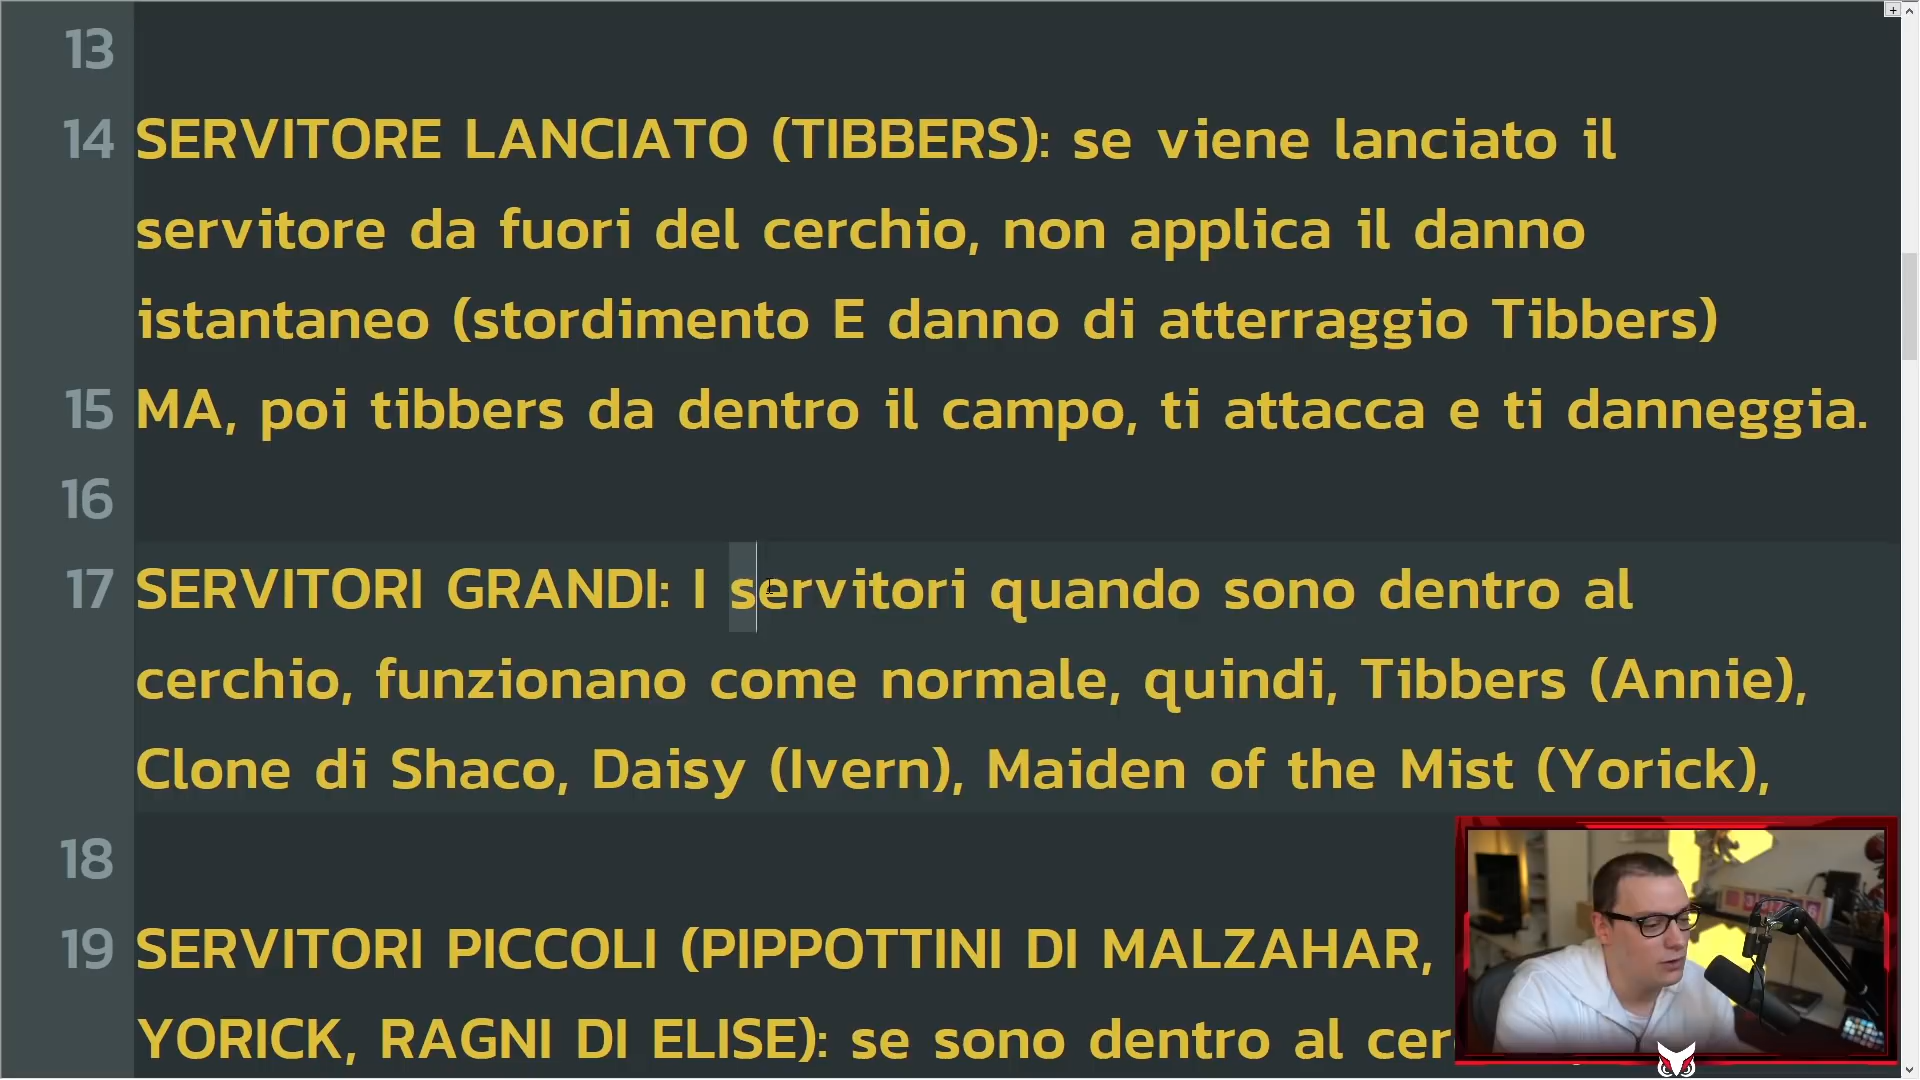 13
14 SERVITORE LANCIATO (TIBBERS): se viene lanciato il
servitore da fuori del cerchio, non applica il danno
istantaneo (stordimento E danno di atterraggio Tibbers)
15 MA, poi tibbers da dentro il campo, ti attacca e ti danneggia.
16
17 SERVITORI GRANDI: I servitori quando sono dentro al
cerchio, funzionano come normale, quindi, Tibbers (Annie),
Clone di Shaco, Daisy (Ivern), Maiden of the Mist (Yorick),
18
19 SERVITORI PICCOLI (PIPPOTTINI DI MALZAHAR,
YORICK, RAGNI DI ELISE): se sono dentro al